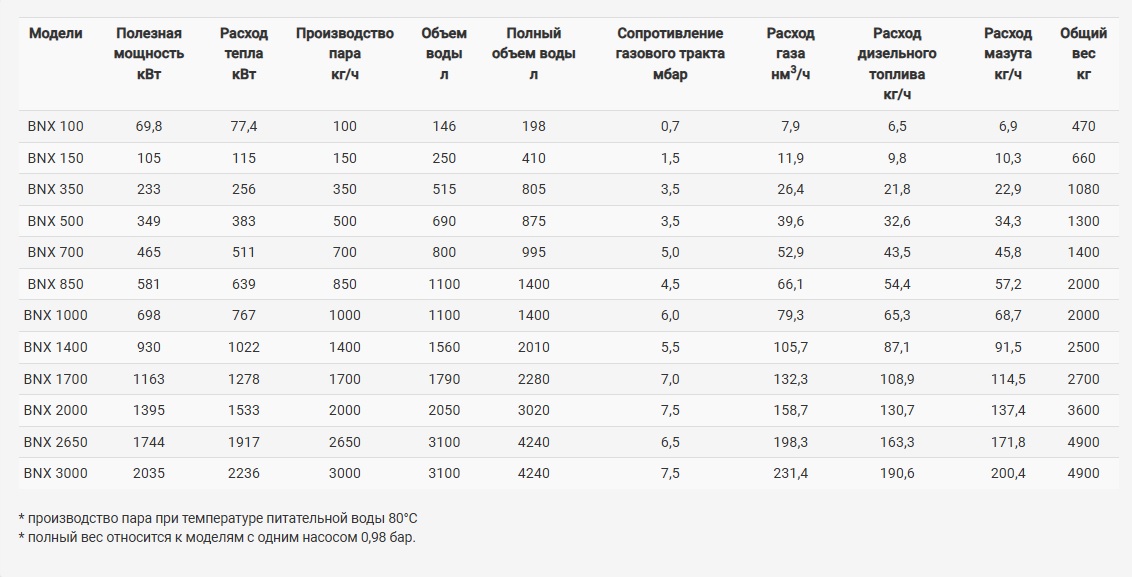 Модели Полезная мощность кВт Расход тепла кВт Производство пара кг/ч Объем воды л Полный объем воды л Сопротивление газового тракта мбар Расход газа нм³/ч Расход дизельного топлива кг/ч Расход мазута кг/ч Общий вес кг
BNX 100 69,8 77,4 100 146 198 0,7 7,9 6,5 6,9 470
BNX 150 105 115 150 250 410 1,5 11,9 9,8 10,3 660
BNX 350 233 256 350 515 805 3,5 26,4 21,8 22,9 1080
BNX 500 349 383 500 690 875 3,5 39,6 32,6 34,3 1300
BNX 700 465 511 700 800 995 5,0 52,9 43,5 45,8 1400
BNX 850 581 639 850 1100 1400 4,5 66,1 54,4 57,2 2000
BNX 1000 698 767 1000 1100 1400 6,0 79,3 65,3 68,7 2000
BNX 1400 930 1022 1400 1560 2010 5,5 105,7 87,1 91,5 2500
BNX 1700 1163 1278 1700 1790 2280 7,0 132,3 108,9 114,5 2700
BNX 2000 1395 1533 2000 2050 3020 7,5 158,7 130,7 137,4 3600
BNX 2650 1744 1917 2650 3100 4240 6,5 198,3 163,3 171,8 4900
BNX 3000 2035 2236 3000 3100 4240 7,5 231,4 190,6 200,4 4900
* производство пара при температуре питательной воды 80°C
* полный вес относится к моделям с одним насосом 0,98 бар.